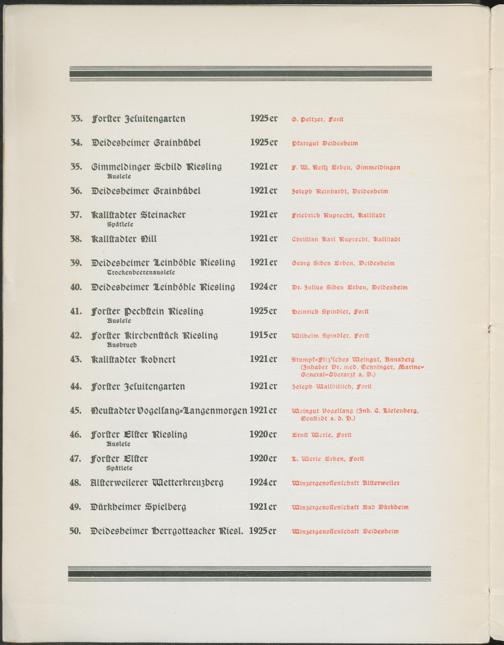 33. Forster Jesuitengarten 1925er O. Peltzer, Forst
34. Deidesheimer Grainhübel 1925er Pfarrgut Deidesheim
35. Gimmeldinger Schild Riesling 1921er F. W. Roth Erben, Gimmeldingen
Auslese
36. Deidesheimer Grainhübel 1921er Joseph Reinhardt, Deidesheim
37. Kallstadter Steinacker 1921er Friedrich Ruprecht, Kallstadt
Spätlese
38. Kallstadter Nill 1921er Christian Karl Ruprecht, Kallstadt
39. Deidesheimer Leinhöhle Riesling 1921er Georg Siben Erben, Deidesheim
Trockenbeerenauslese
40. Deidesheimer Leinhöhle Riesling 1924er Dr. Julius Siben Erben, Deidesheim
41. Forster Pechstein Riesling 1925er Heinrich Spindler, Forst
Auslese
42. Forster Kirchenstück Riesling 1915er Wilhelm Spindler, Forst
Ausbruch
43. Kallstadter Kobnert 1921er Stumpf-Fitz'sches Weingut, Annaberg
(Inhaber Dr. med. Henninger, Marine-
General-Oberarzt a. D.)
44. Forster Jesuitengarten 1921er Joseph Wallbillich, Forst
45. Neustadter Vogelsang-Langenmorgen 1921er Weingut Vogelsang (Inh. C. Lielenberg,
Neustadt a. d. H.)
46. Forster Elster Riesling 1920er Ernst Werle, Forst
Auslese
47. Forster Elster 1920er L. Werle Erben, Forst
Spätlese
48. Alsterweilerer Wetterkreuzberg 1924er Winzergenossenschaft Alsterweiler
49. Dürkheimer Spielberg 1921er Winzergenossenschaft Bad Dürkheim
50. Deidesheimer Herrgottsacker Riesl. 1925er Winzergenossenschaft Deidesheim